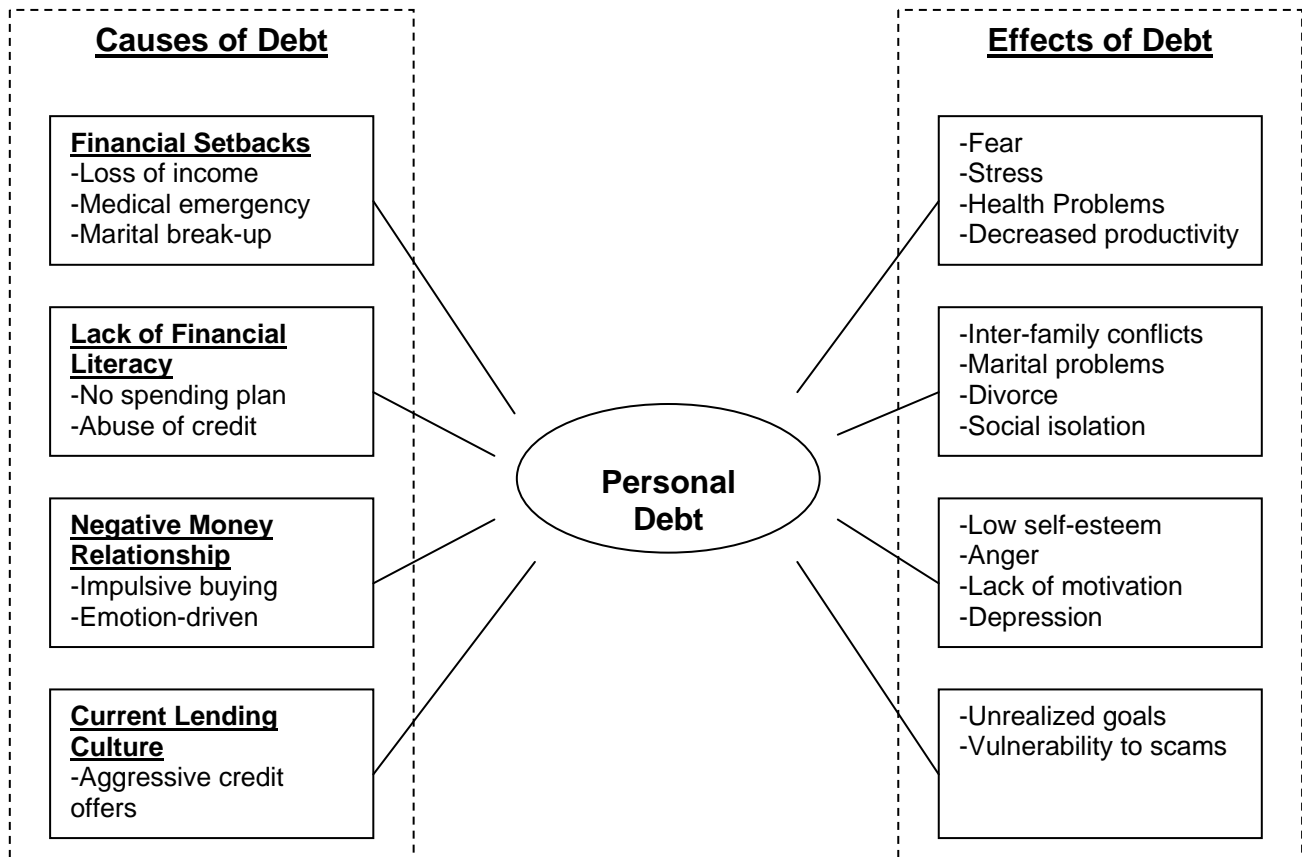 Causes of Debt
Financial Setbacks
-Loss of income
-Medical emergency
-Marital break-up
Lack of Financial
Literacy
-No spending plan
-Abuse of credit
Negative Money
Relationship
-Impulsive buying
-Emotion-driven
Current Lending
Culture
-Aggressive credit
offers
Personal
Debt
Effects of Debt
-Fear
-Stress
-Health Problems
-Decreased productivity
-Inter-family conflicts
-Marital problems
-Divorce
-Social isolation
-Low self-esteem
-Anger
-Lack of motivation
-Depression
-Unrealized goals
-Vulnerability to scams